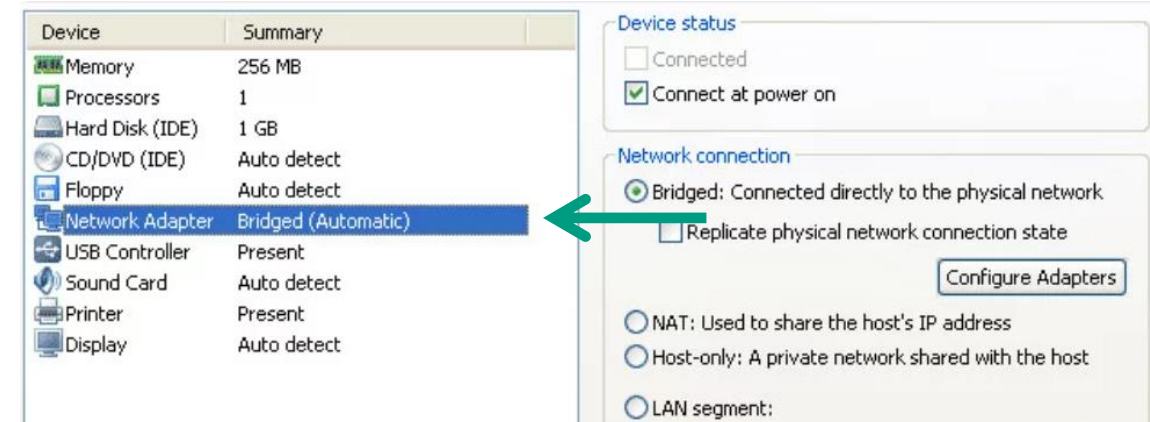 Device Summary
Memory 256 MB
Processors 1
Hard Disk (IDE) 1 GB
CD/DVD (IDE) Auto detect
Floppy Auto detect
Network Adapter Bridged (Automatic)
USB Controller Present
Sound Card Auto detect
Printer Present
Display Auto detect
Device status
Connected
Connect at power on
Network connection
Bridged: Connected directly to the physical network
Replicate physical network connection state
Configure Adapters
NAT: Used to share the host's IP address
Host-only: A private network shared with the host
LAN segment: